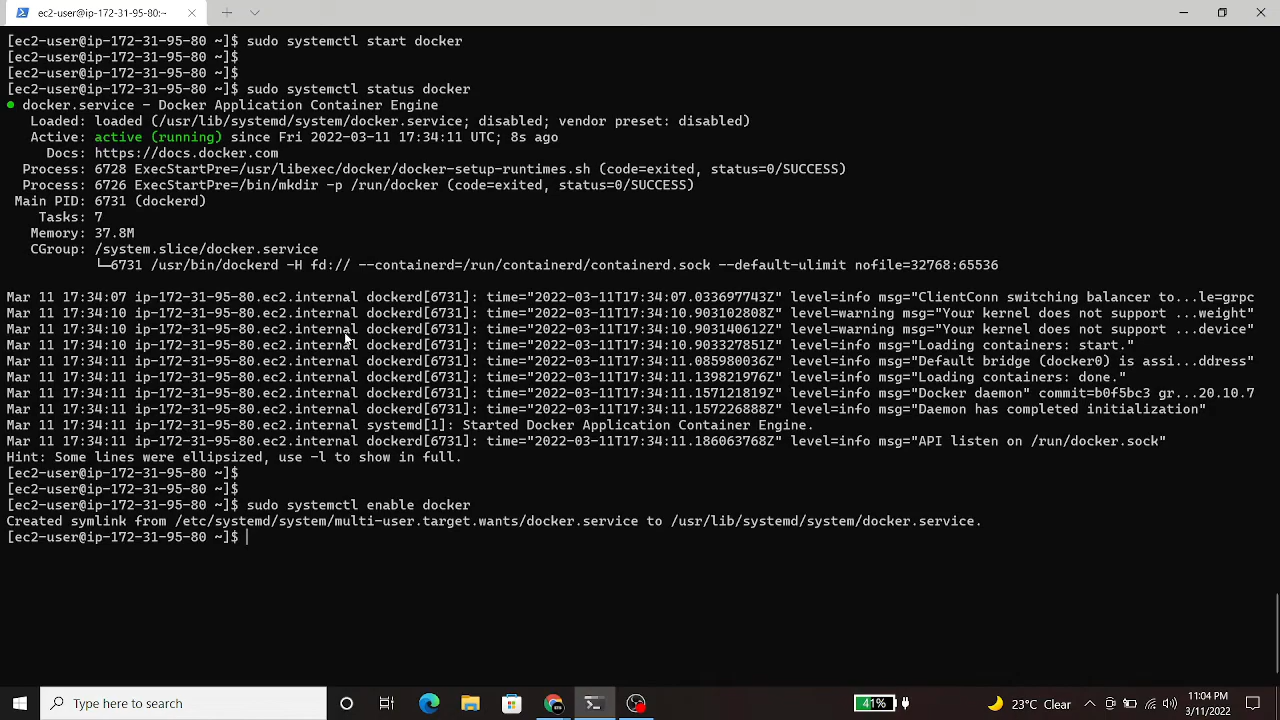 ec2-user@ip-172-31-95-80:~
[ec2-user@ip-172-31-95-80 ~]$ sudo systemctl start docker
[ec2-user@ip-172-31-95-80 ~]$
[ec2-user@ip-172-31-95-80 ~]$
[ec2-user@ip-172-31-95-80 ~]$ sudo systemctl status docker
● docker.service - Docker Application Container Engine
Loaded: loaded (/usr/lib/systemd/system/docker.service; disabled; vendor preset: disabled)
Active: active (running) since Fri 2022-03-11 17:34:11 UTC; 8s ago
Docs: https://docs.docker.com
Process: 6728 ExecStartPre=/usr/libexec/docker/docker-setup-runtimes.sh (code=exited, status=0/SUCCESS)
Process: 6726 ExecStartPre=/bin/mkdir -p /run/docker (code=exited, status=0/SUCCESS)
Main PID: 6731 (dockerd)
Tasks: 7
Memory: 37.8M
CGroup: /system.slice/docker.service
└─6731 /usr/bin/dockerd -H fd:// --containerd=/run/containerd/containerd.sock --default-ulimit nofile=32768:65536
Mar 11 17:34:07 ip-172-31-95-80.ec2.internal dockerd[6731]: time="2022-03-11T17:34:07.033697743Z" level=info msg="ClientConn switching balancer to...le=grpc
Mar 11 17:34:10 ip-172-31-95-80.ec2.internal dockerd[6731]: time="2022-03-11T17:34:10.903102808Z" level=warning msg="Your kernel does not support ...weight"
Mar 11 17:34:10 ip-172-31-95-80.ec2.internal dockerd[6731]: time="2022-03-11T17:34:10.903140612Z" level=warning msg="Your kernel does not support ...device"
Mar 11 17:34:10 ip-172-31-95-80.ec2.internal dockerd[6731]: time="2022-03-11T17:34:10.903327851Z" level=info msg="Loading containers: start."
Mar 11 17:34:11 ip-172-31-95-80.ec2.internal dockerd[6731]: time="2022-03-11T17:34:11.085980036Z" level=info msg="Default bridge (docker0) is assi...ddress"
Mar 11 17:34:11 ip-172-31-95-80.ec2.internal dockerd[6731]: time="2022-03-11T17:34:11.139821976Z" level=info msg="Loading containers: done."
Mar 11 17:34:11 ip-172-31-95-80.ec2.internal dockerd[6731]: time="2022-03-11T17:34:11.157121819Z" level=info msg="Docker daemon" commit=b0f5bc3 gr...20.10.7
Mar 11 17:34:11 ip-172-31-95-80.ec2.internal dockerd[6731]: time="2022-03-11T17:34:11.157226888Z" level=info msg="Daemon has completed initialization"
Mar 11 17:34:11 ip-172-31-95-80.ec2.internal systemd[1]: Started Docker Application Container Engine.
Mar 11 17:34:11 ip-172-31-95-80.ec2.internal dockerd[6731]: time="2022-03-11T17:34:11.186063768Z" level=info msg="API listen on /run/docker.sock"
Hint: Some lines were ellipsized, use -l to show in full.
[ec2-user@ip-172-31-95-80 ~]$
[ec2-user@ip-172-31-95-80 ~]$
[ec2-user@ip-172-31-95-80 ~]$ sudo systemctl enable docker
Created symlink from /etc/systemd/system/multi-user.target.wants/docker.service to /usr/lib/systemd/system/docker.service.
[ec2-user@ip-172-31-95-80 ~]$
Type here to search
41%
23°C Clear
11:04 PM
3/11/2022